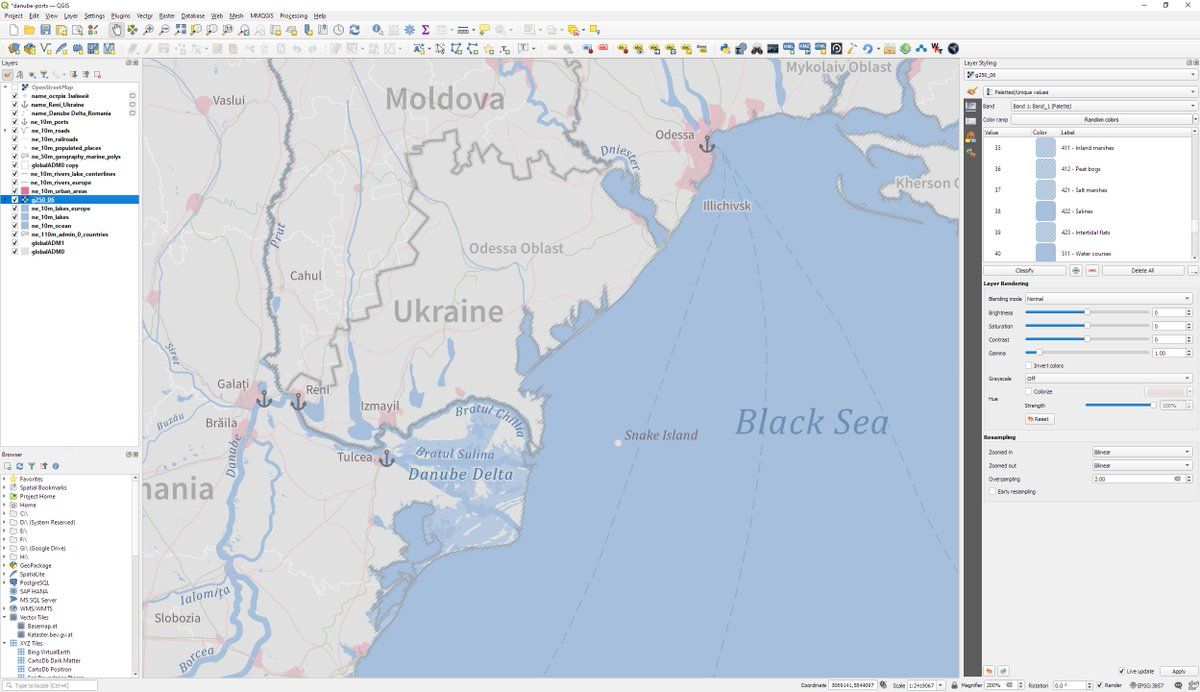 *danube-ports — QGIS
Project Edit View Layer Settings Plugins Vector Raster Database Web Mesh MMQGIS Processing Help
Layers
OpenStreetMap
name_Reni_Ukraine
name_Danube Delta_Romania
ne_10m_ports
ne_10m_roads
ne_10m_railroads
ne_10m_populated_places
ne_50m_geography_marine_polys
globalADM0 copy
ne_10m_rivers_lake_centerlines
ne_10m_rivers_europe
ne_10m_urban_areas
g250_06
ne_10m_lakes_europe
ne_10m_lakes
ne_10m_ocean
ne_110m_admin_0_countries
globalADM1
globalADM0
Browser
Favorites
Spatial Bookmarks
Project Home
Home
C:\
D:\ (System Reserved)
E:\
F:\
G:\ (Google Drive)
H:\
GeoPackage
SpatiaLite
PostgreSQL
SAP HANA
MS SQL Server
WMS/WMTS
Vector Tiles
Basemap.at
Kataster.bev.gv.at
XYZ Tiles
Bing VirtualEarth
CartoDb Dark Matter
CartoDb Positron
Vaslui
Moldova
Mykolaiv Oblast
Odessa
Dniester
Kherson
Illichivsk
Prut
Odessa Oblast
Cahul
Ukraine
Siret
Galați
Reni
Izmayil
Buzău
Brăila
Bratul Chillia
Black Sea
Snake Island
Danube
Tulcea
Bratul Sulina
Danube Delta
mania
Ialomița
Slobozia
Borcea
Layer Styling
g250_06
Paletted/Unique values
Band Band 1: Band_1 (Palette)
Color ramp Random colors
Value Color Label
35 411 - Inland marshes
36 412 - Peat bogs
37 421 - Salt marshes
38 422 - Salines
39 423 - Intertidal flats
40 511 - Water courses
Classify Delete All
Layer Rendering
Blending mode Normal
Brightness 0
Saturation 0
Contrast 0
Gamma 1.00
Invert colors
Grayscale Off
Hue Colorize
Strength 100%
Reset
Resampling
Zoomed in Bilinear
Zoomed out Bilinear
Oversampling 2.00
Early resampling
Live update Apply
Type to locate (Ctrl+K) Coordinate 3089141,5844097 Scale 1:2419067 Magnifier 200% Rotation 0.0 ° Render EPSG:3857